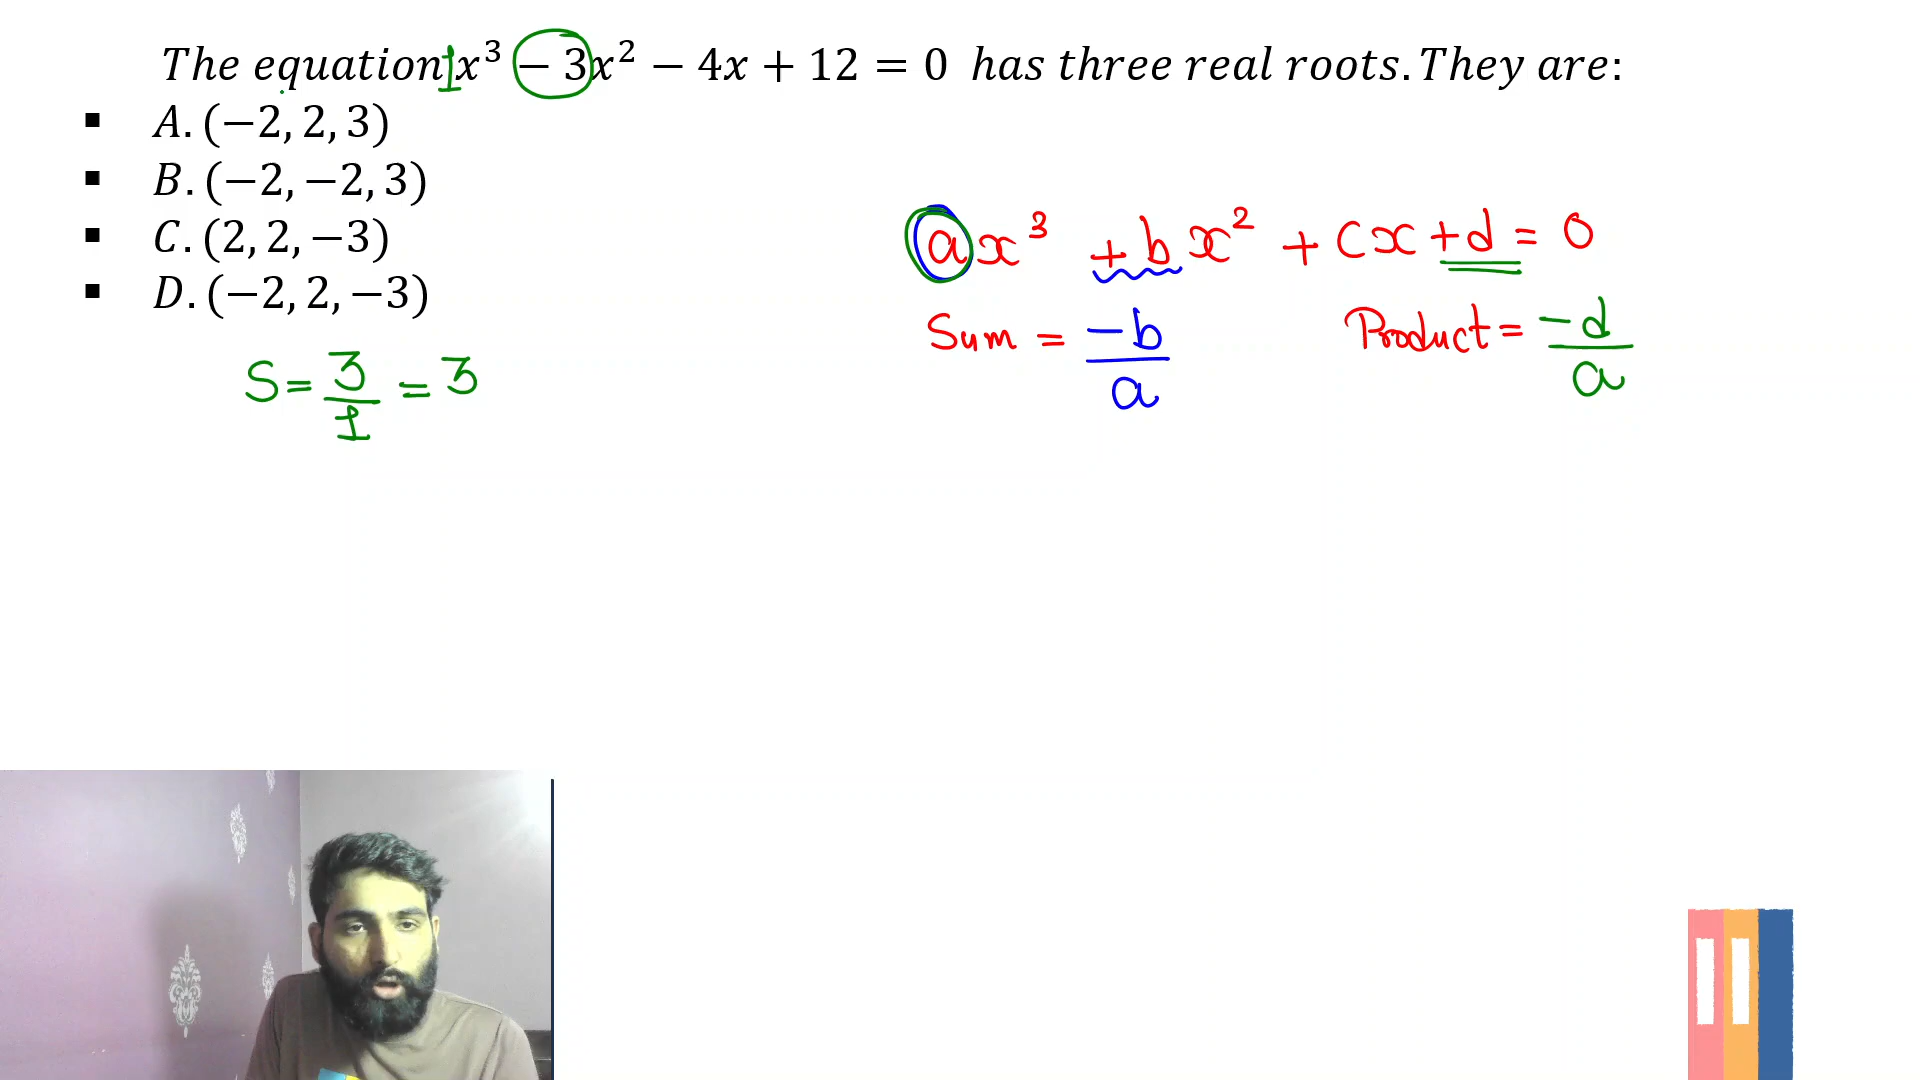 The equation 1x³ − 3x² − 4x + 12 = 0 has three real roots. They are:
▪ A. (−2, 2, 3)
▪ B. (−2, −2, 3)
▪ C. (2, 2, −3)
▪ D. (−2, 2, −3)
ax³ + bx² + cx + d = 0
Sum = −b/a
Product = −d/a
S = 3/1 = 3